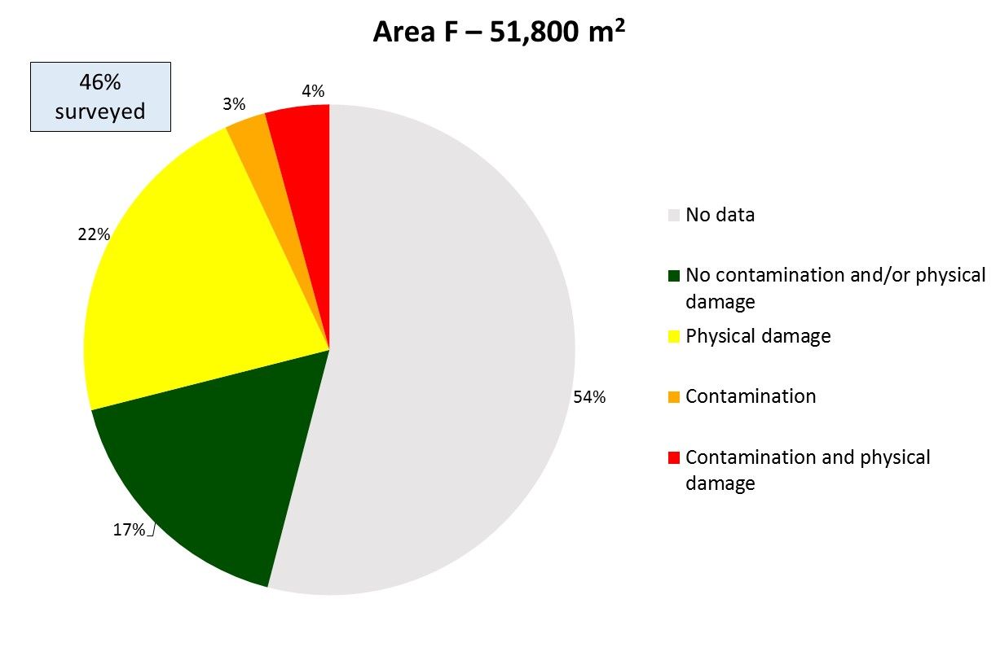 Area F – 51,800 m²
46%
surveyed
4%
3%
22%
54%
17%
No data
No contamination and/or physical
damage
Physical damage
Contamination
Contamination and physical
damage